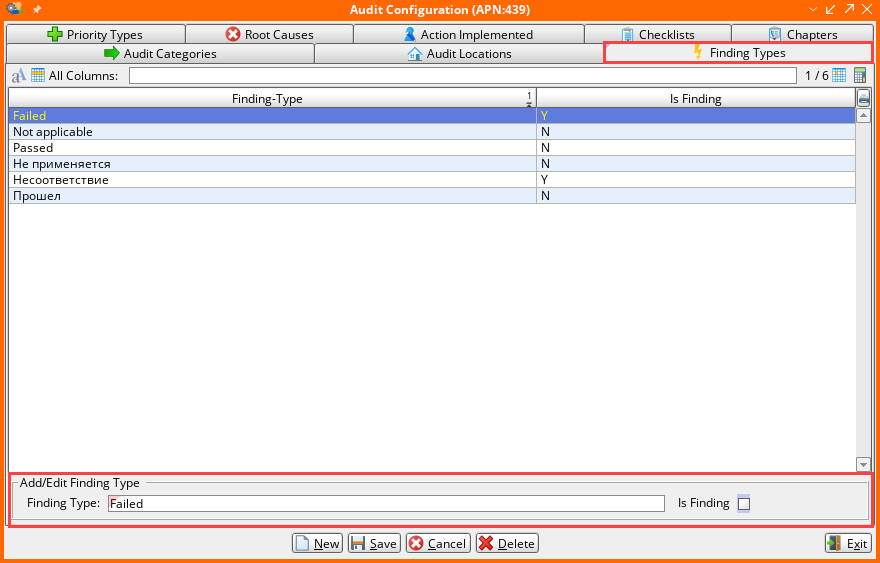 Audit Configuration (APN:439)
Priority Types
Root Causes
Action Implemented
Checklists
Chapters
Audit Categories
Audit Locations
Finding Types
All Columns:
1 / 6
Finding-Type
1
Is Finding
Failed Y
Not applicable N
Passed N
Не применяется N
Несоответствие Y
Прошел N
Add/Edit Finding Type
Finding Type: Failed Is Finding
New Save Cancel Delete Exit